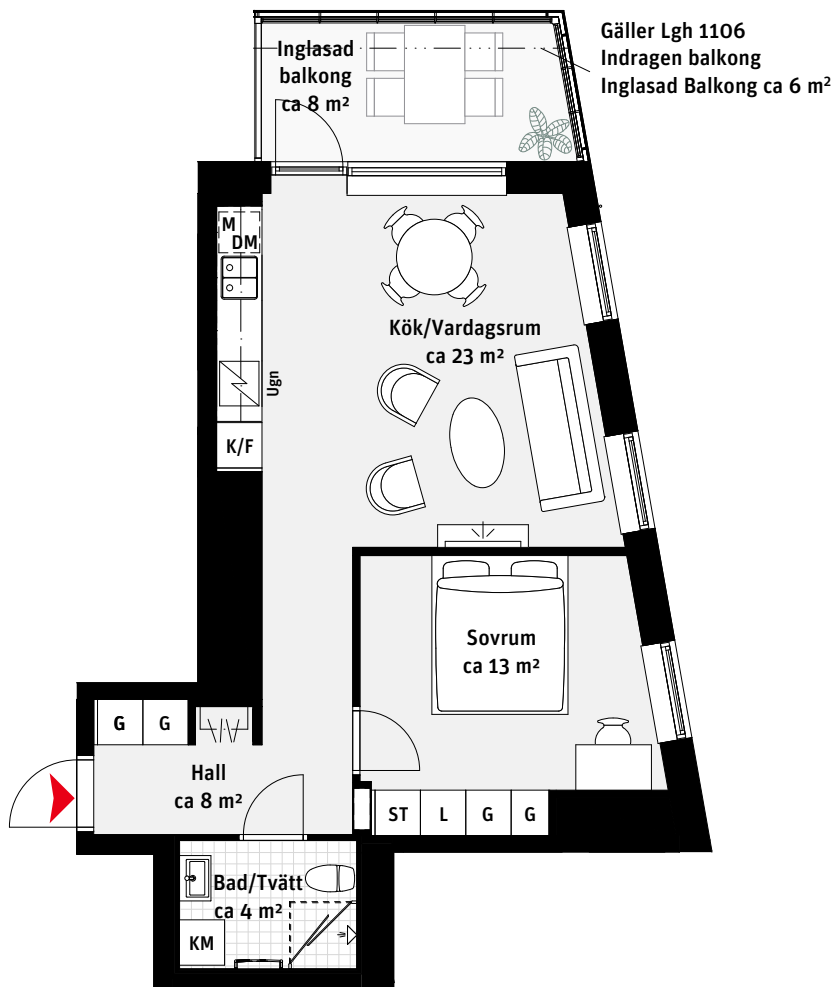 Gäller Lgh 1106
Indragen balkong
Inglasad Balkong ca 6 m²
Inglasad
balkong
ca 8 m²
M
DM
Kök/Vardagsrum
ca 23 m²
Ugn
K/F
Sovrum
ca 13 m²
G G
Hall
ca 8 m²
ST L G G
Bad/Tvätt
ca 4 m²
KM